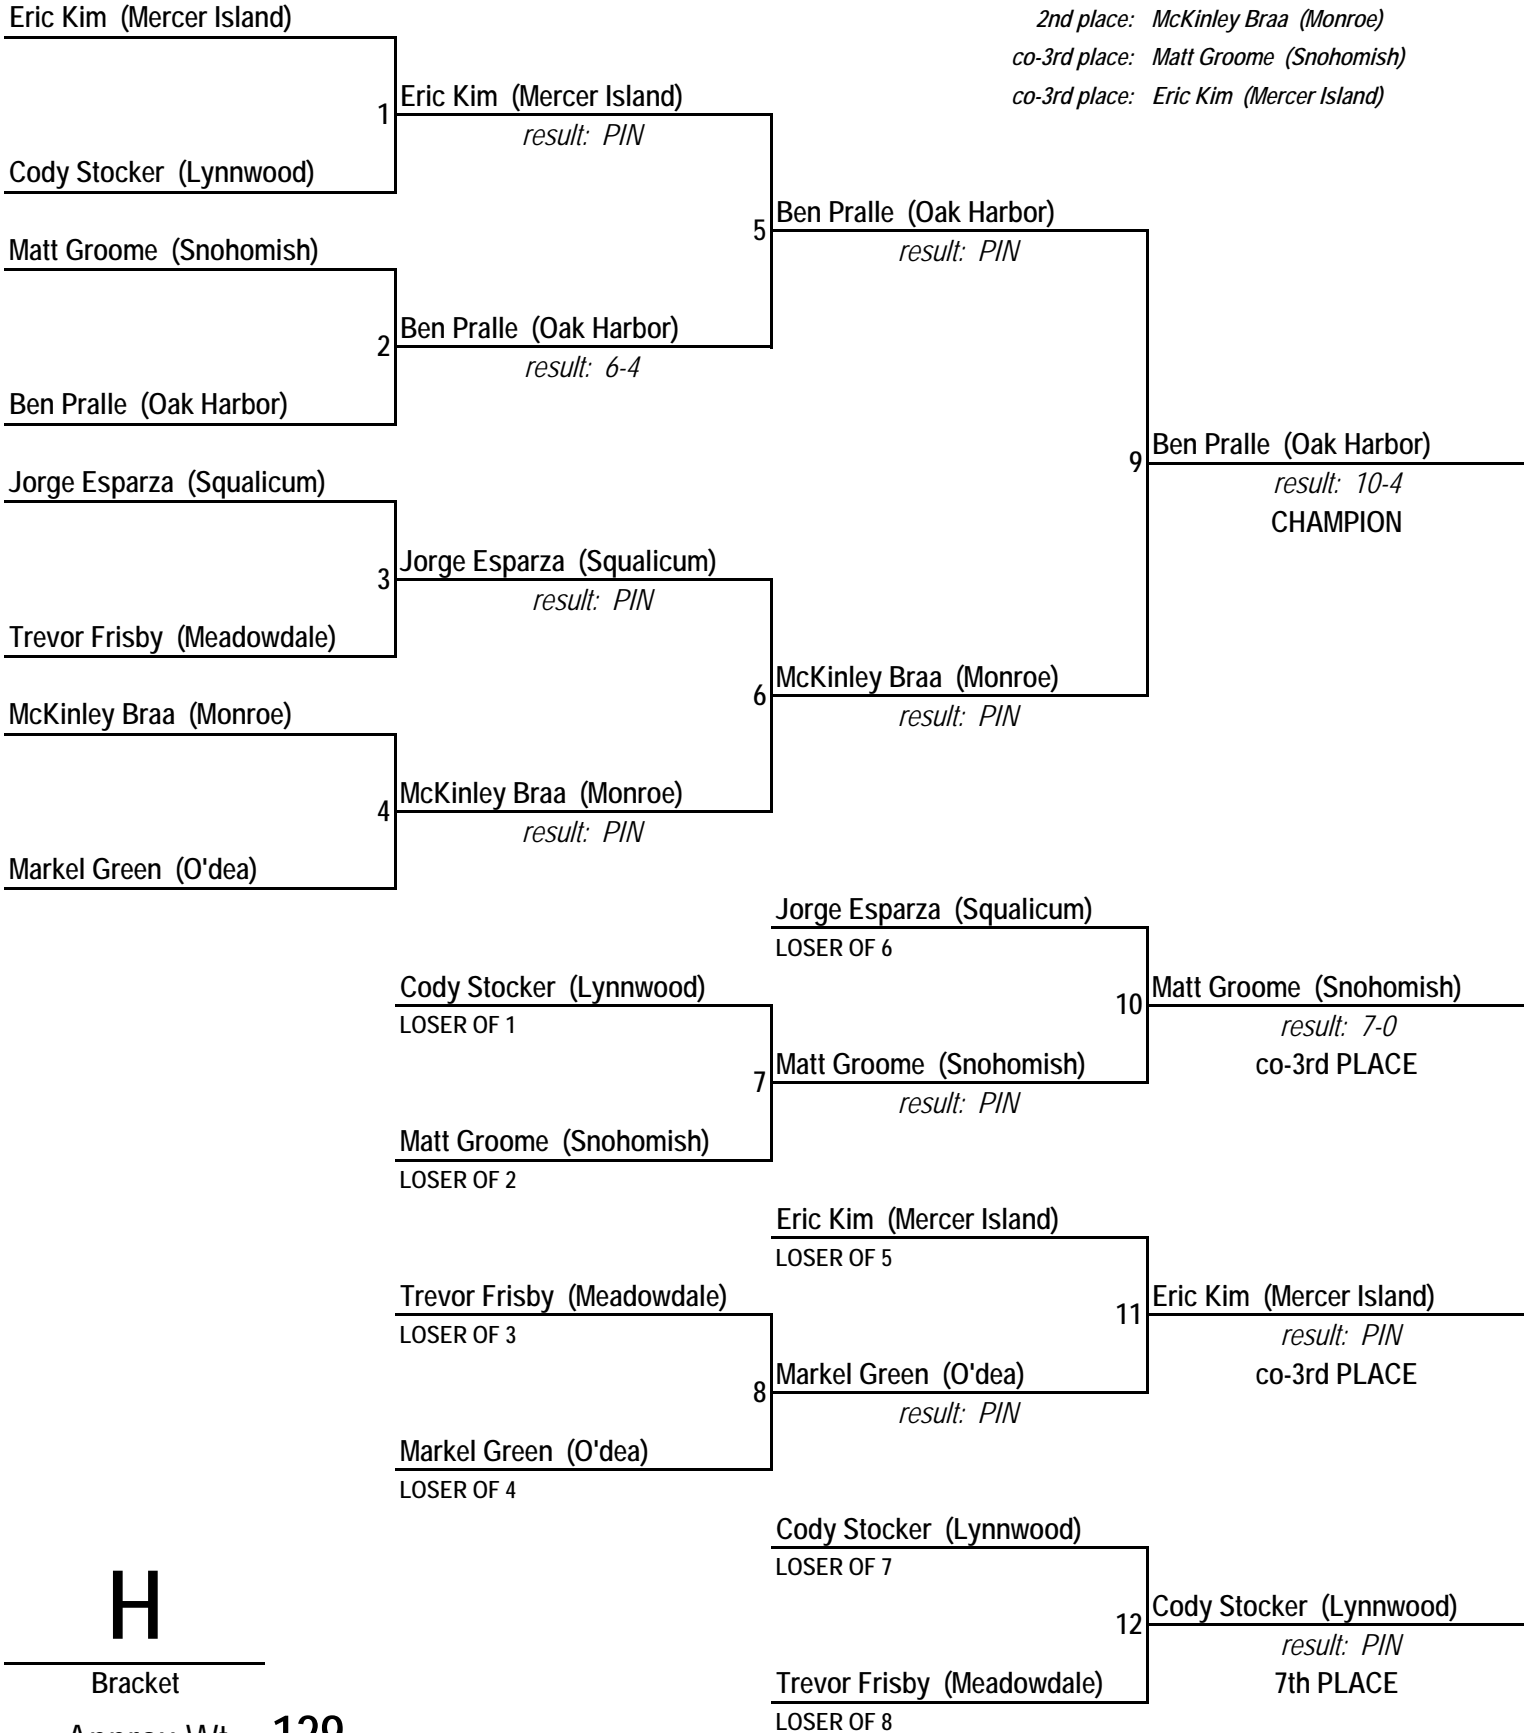 Eric Kim (Mercer Island)
2nd place: McKinley Braa (Monroe)
co-3rd place: Matt Groome (Snohomish)
co-3rd place: Eric Kim (Mercer Island)
1
Eric Kim (Mercer Island)
result: PIN
Cody Stocker (Lynnwood)
5
Ben Pralle (Oak Harbor)
result: PIN
Matt Groome (Snohomish)
2
Ben Pralle (Oak Harbor)
result: 6-4
Ben Pralle (Oak Harbor)
9
Ben Pralle (Oak Harbor)
result: 10-4
CHAMPION
Jorge Esparza (Squalicum)
3
Jorge Esparza (Squalicum)
result: PIN
Trevor Frisby (Meadowdale)
6
McKinley Braa (Monroe)
result: PIN
McKinley Braa (Monroe)
4
McKinley Braa (Monroe)
result: PIN
Markel Green (O'dea)
Jorge Esparza (Squalicum)
LOSER OF 6
Cody Stocker (Lynnwood)
LOSER OF 1
10
Matt Groome (Snohomish)
result: 7-0
co-3rd PLACE
7
Matt Groome (Snohomish)
result: PIN
Matt Groome (Snohomish)
LOSER OF 2
Eric Kim (Mercer Island)
LOSER OF 5
Trevor Frisby (Meadowdale)
LOSER OF 3
11
Eric Kim (Mercer Island)
result: PIN
co-3rd PLACE
8
Markel Green (O'dea)
result: PIN
Markel Green (O'dea)
LOSER OF 4
Cody Stocker (Lynnwood)
LOSER OF 7
H
Bracket
12
Cody Stocker (Lynnwood)
result: PIN
7th PLACE
Trevor Frisby (Meadowdale)
LOSER OF 8
Approx Wt 129